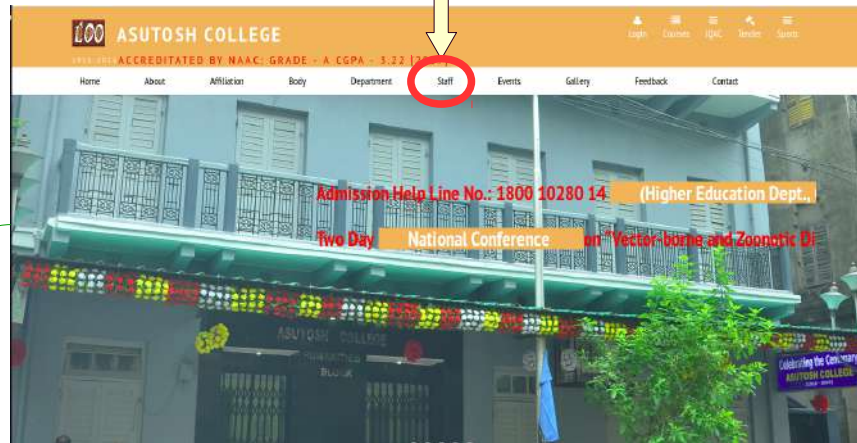 100 ASUTOSH COLLEGE
Login Courses IQAC Tender Sports
ACCREDITATED BY NAAC: GRADE - A CGPA - 3.22
Home About Affiliation Body Department Staff Events Gallery Feedback Contact
Admission Help Line No.: 1800 10280 14 (Higher Education Dept.,
Two Day National Conference on "Vector-borne and Zoonotic Di
ASUTOSH COLLEGE
BLOCK
Celebrating the Centenary
ASUTOSH COLLEGE